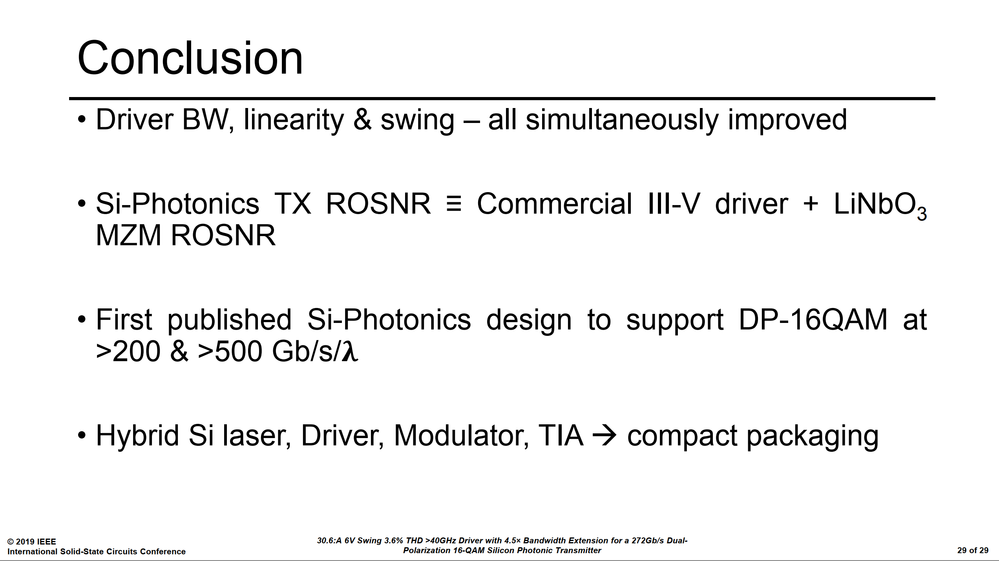 Conclusion
• Driver BW, linearity & swing – all simultaneously improved
• Si-Photonics TX ROSNR ≡ Commercial III-V driver + LiNbO₃
MZM ROSNR
• First published Si-Photonics design to support DP-16QAM at
>200 & >500 Gb/s/λ
• Hybrid Si laser, Driver, Modulator, TIA → compact packaging
© 2019 IEEE
International Solid-State Circuits Conference
30.6:A 6V Swing 3.6% THD >40GHz Driver with 4.5× Bandwidth Extension for a 272Gb/s Dual-
Polarization 16-QAM Silicon Photonic Transmitter
29 of 29